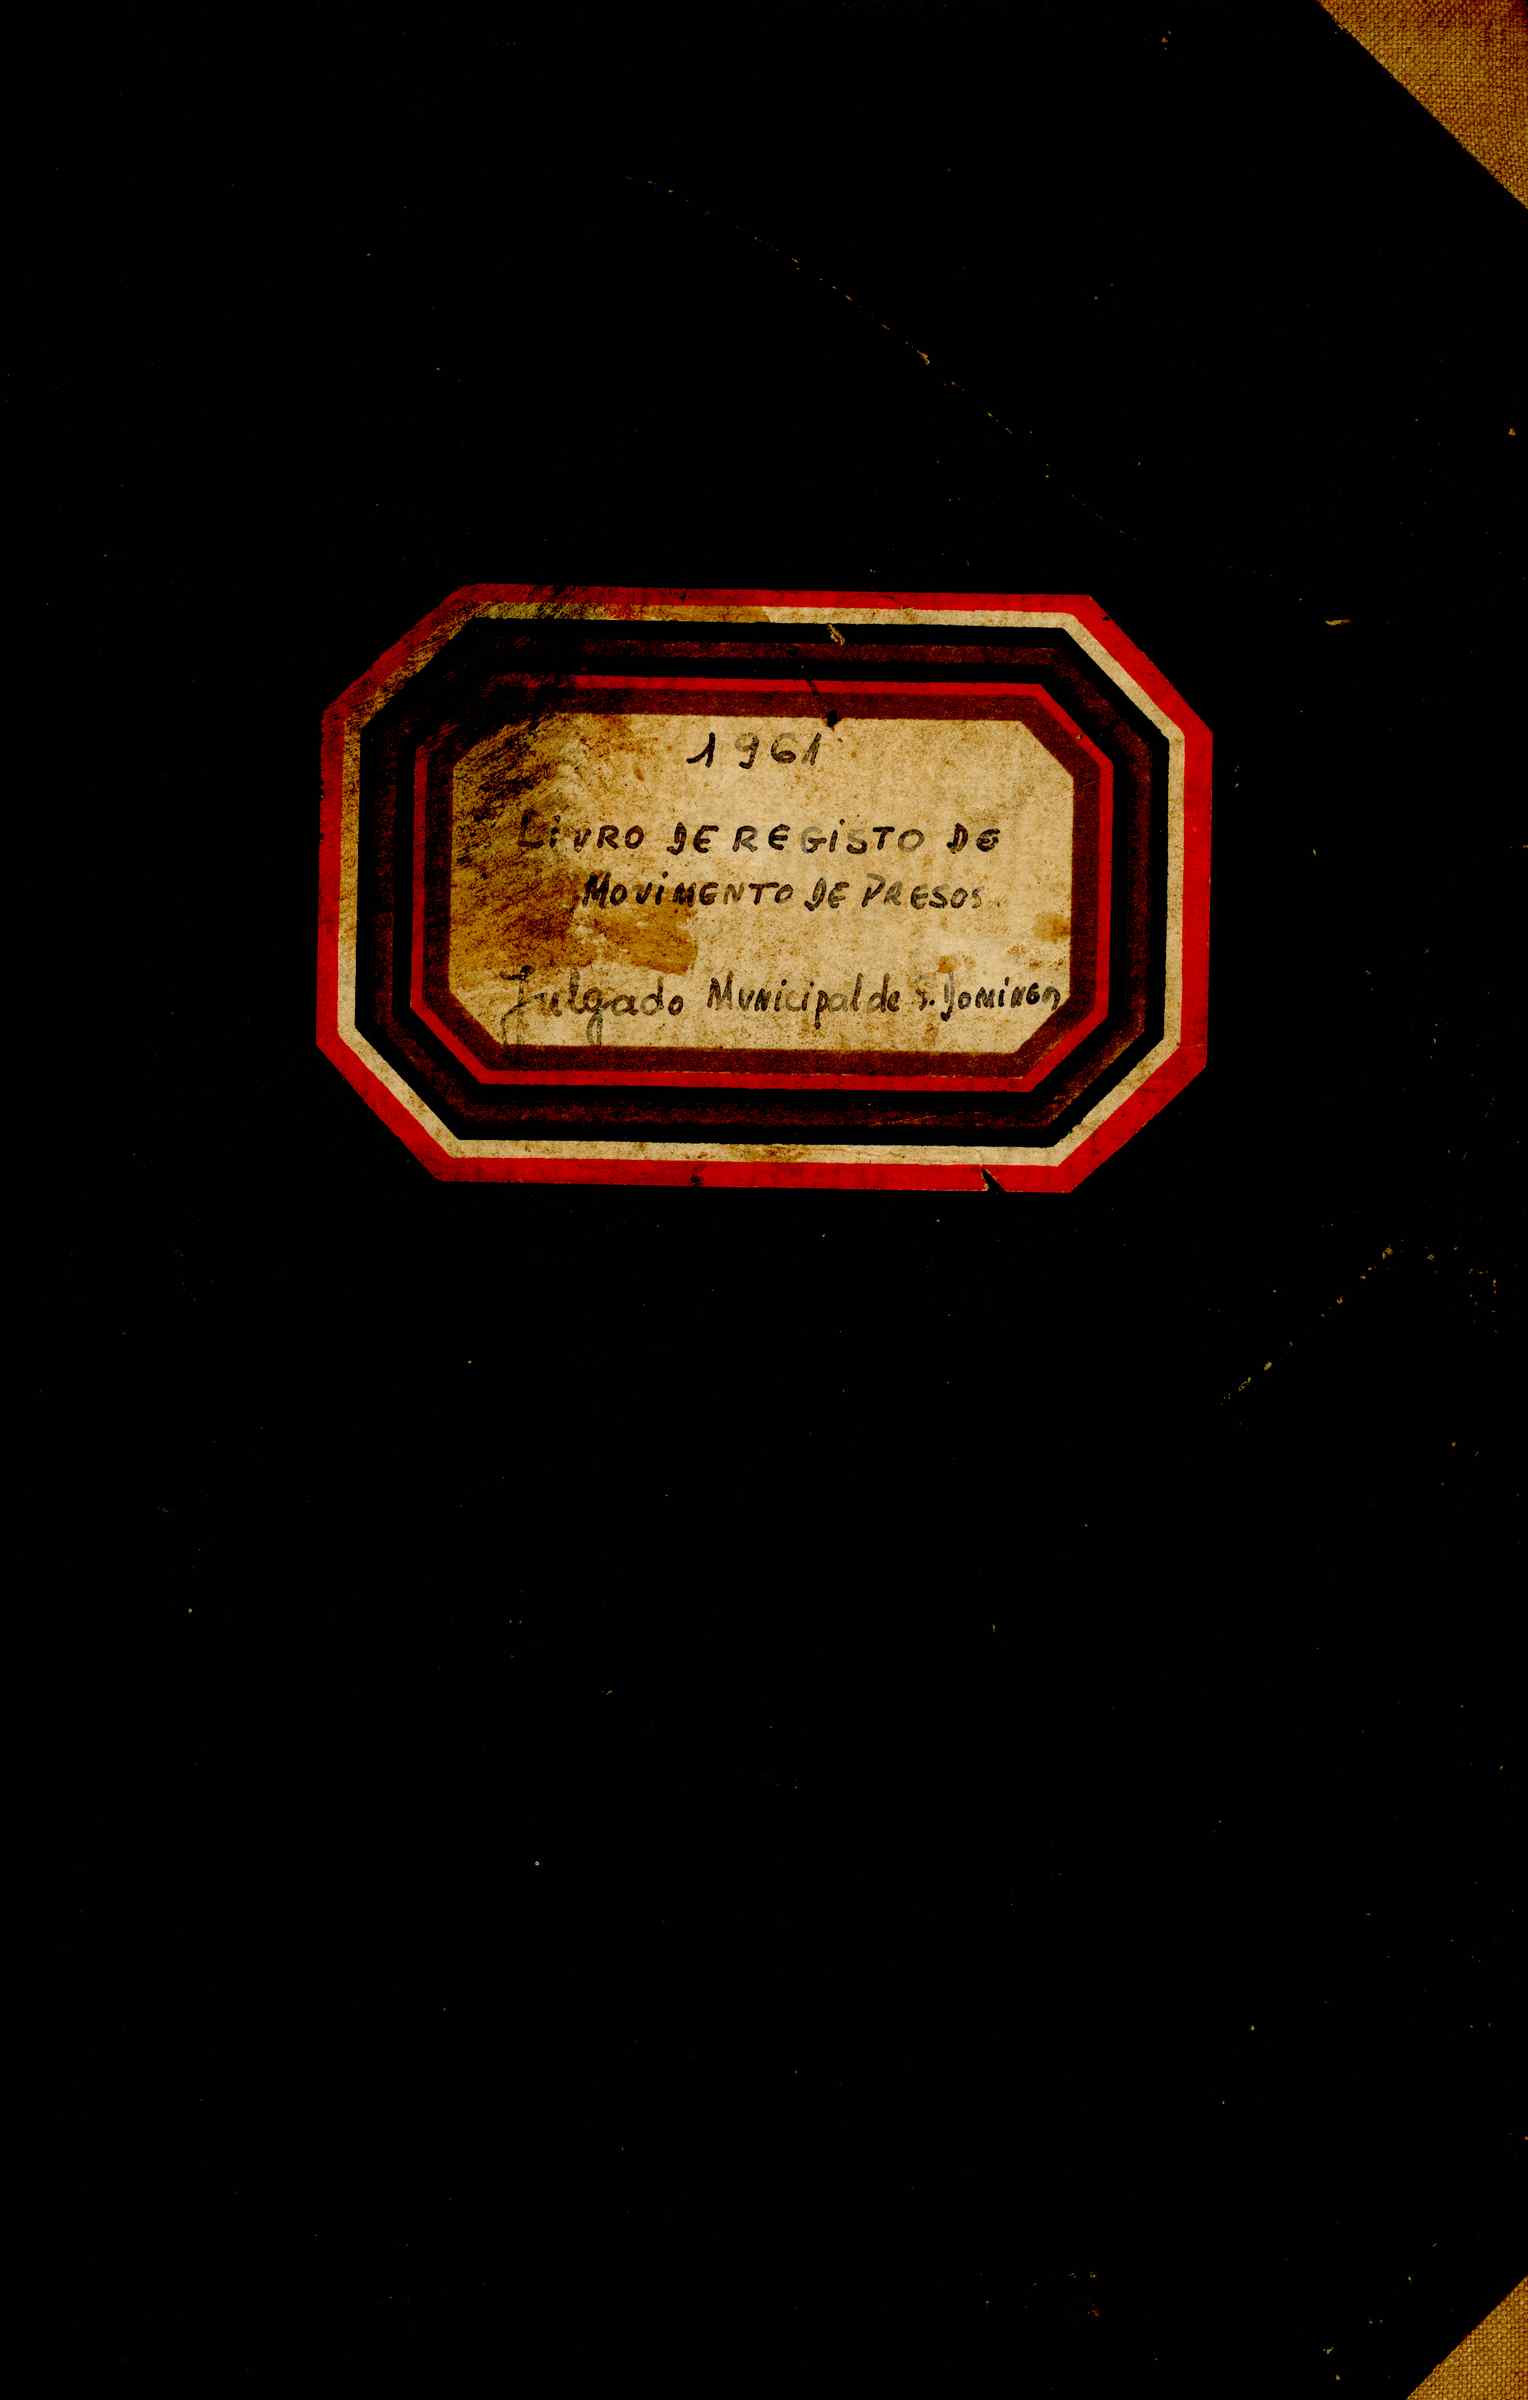 1961
LiVRO DE REGiSTO DE
MOViMENTO DE PRESOS.
Julgado Municipal de S. Domingo